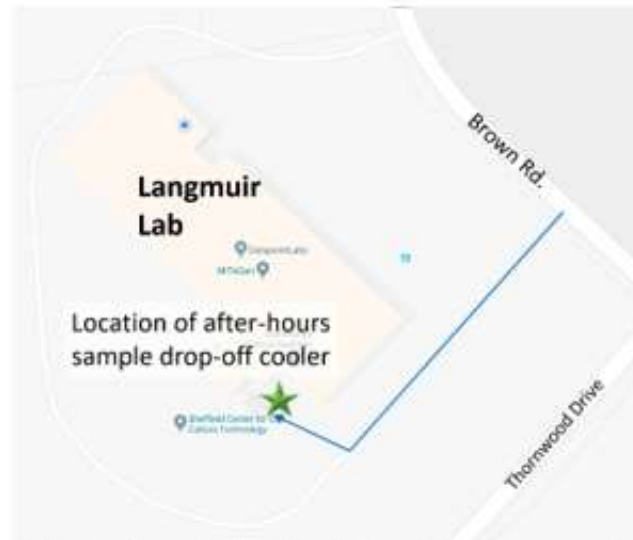 Brown Rd.
Langmuir
Lab
Location of after-hours
sample drop-off cooler
Thornwood Drive